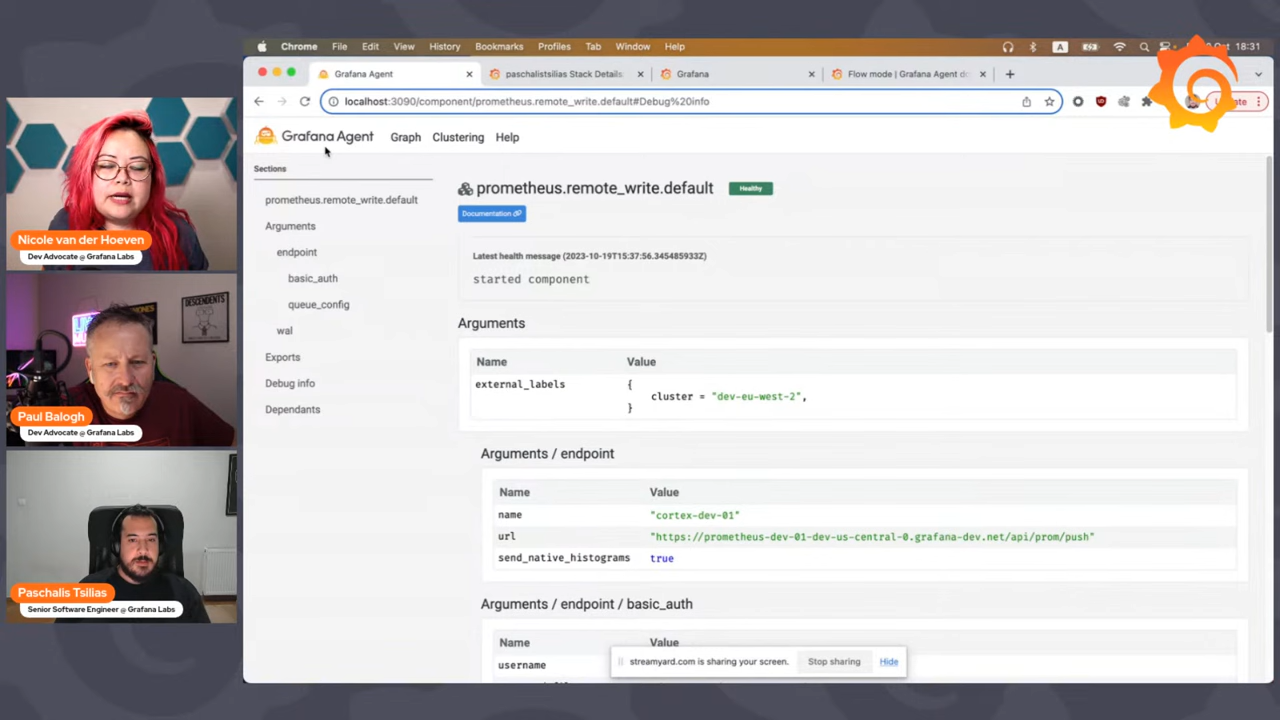 Chrome File Edit View History Bookmarks Profiles Tab Window Help
A
18:31
Grafana Agent
paschalistsilias Stack Details
Grafana
Flow mode | Grafana Agent do
localhost:3090/component/prometheus.remote_write.default#Debug%20info
Grafana Agent Graph Clustering Help
Sections
prometheus.remote_write.default
Arguments
endpoint
basic_auth
queue_config
wal
Exports
Debug info
Dependants
prometheus.remote_write.default Healthy
Documentation
Latest health message (2023-10-19T15:37:56.345485933Z)
started component
Arguments
Name Value
external_labels {
cluster = "dev-eu-west-2",
}
Arguments / endpoint
Name Value
name "cortex-dev-01"
url "https://prometheus-dev-01-dev-us-central-0.grafana-dev.net/api/prom/push"
send_native_histograms true
Arguments / endpoint / basic_auth
Name Value
username
streamyard.com is sharing your screen. Stop sharing Hide
Nicole van der Hoeven
Dev Advocate @ Grafana Labs
DESCENDENTS
Paul Balogh
Dev Advocate @ Grafana Labs
Paschalis Tsilias
Senior Software Engineer @ Grafana Labs